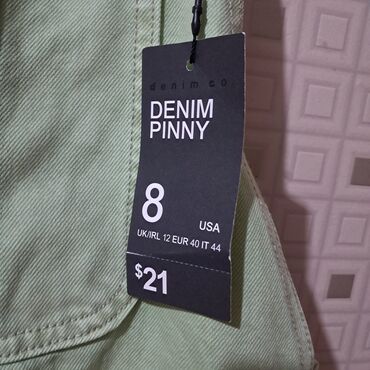 denim co.
DENIM
PINNY
8 USA
UK/IRL 12 EUR 40 IT 44
$21